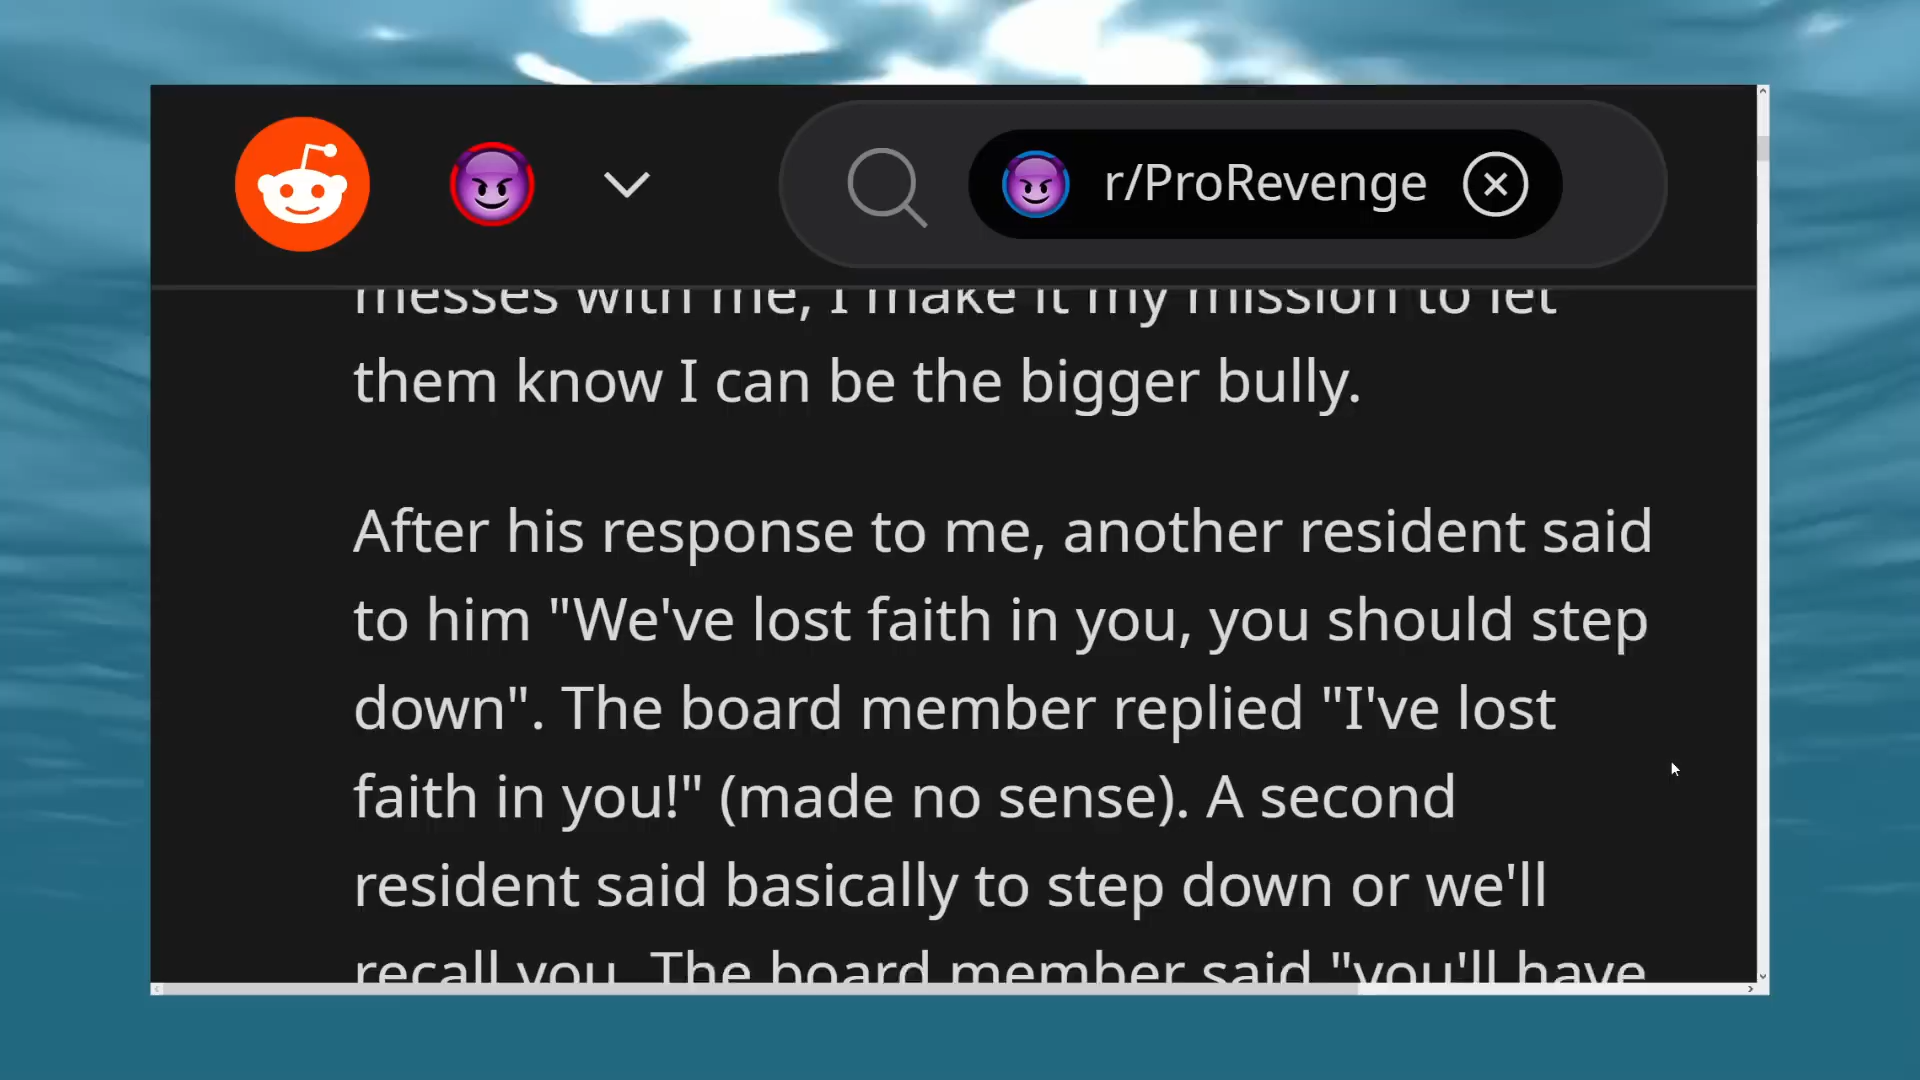 r/ProRevenge
messes with me, I make it my mission to let
them know I can be the bigger bully.
After his response to me, another resident said
to him "We've lost faith in you, you should step
down". The board member replied "I've lost
faith in you!" (made no sense). A second
resident said basically to step down or we'll
recall you. The board member said "you'll have